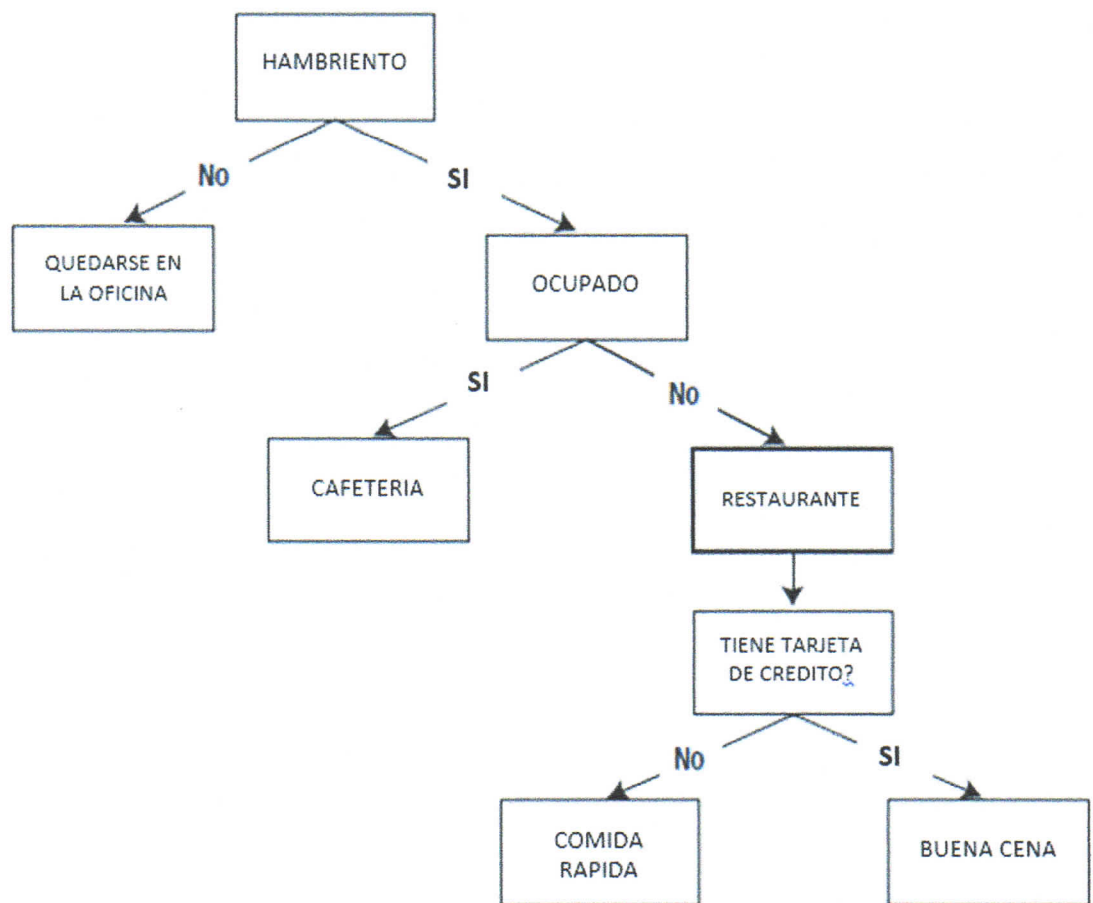 HAMBRIENTO
No
SI
QUEDARSE EN
LA OFICINA
OCUPADO
SI
No
CAFETERIA
RESTAURANTE
TIENE TARJETA
DE CREDITO?
No
SI
COMIDA
RAPIDA
BUENA CENA